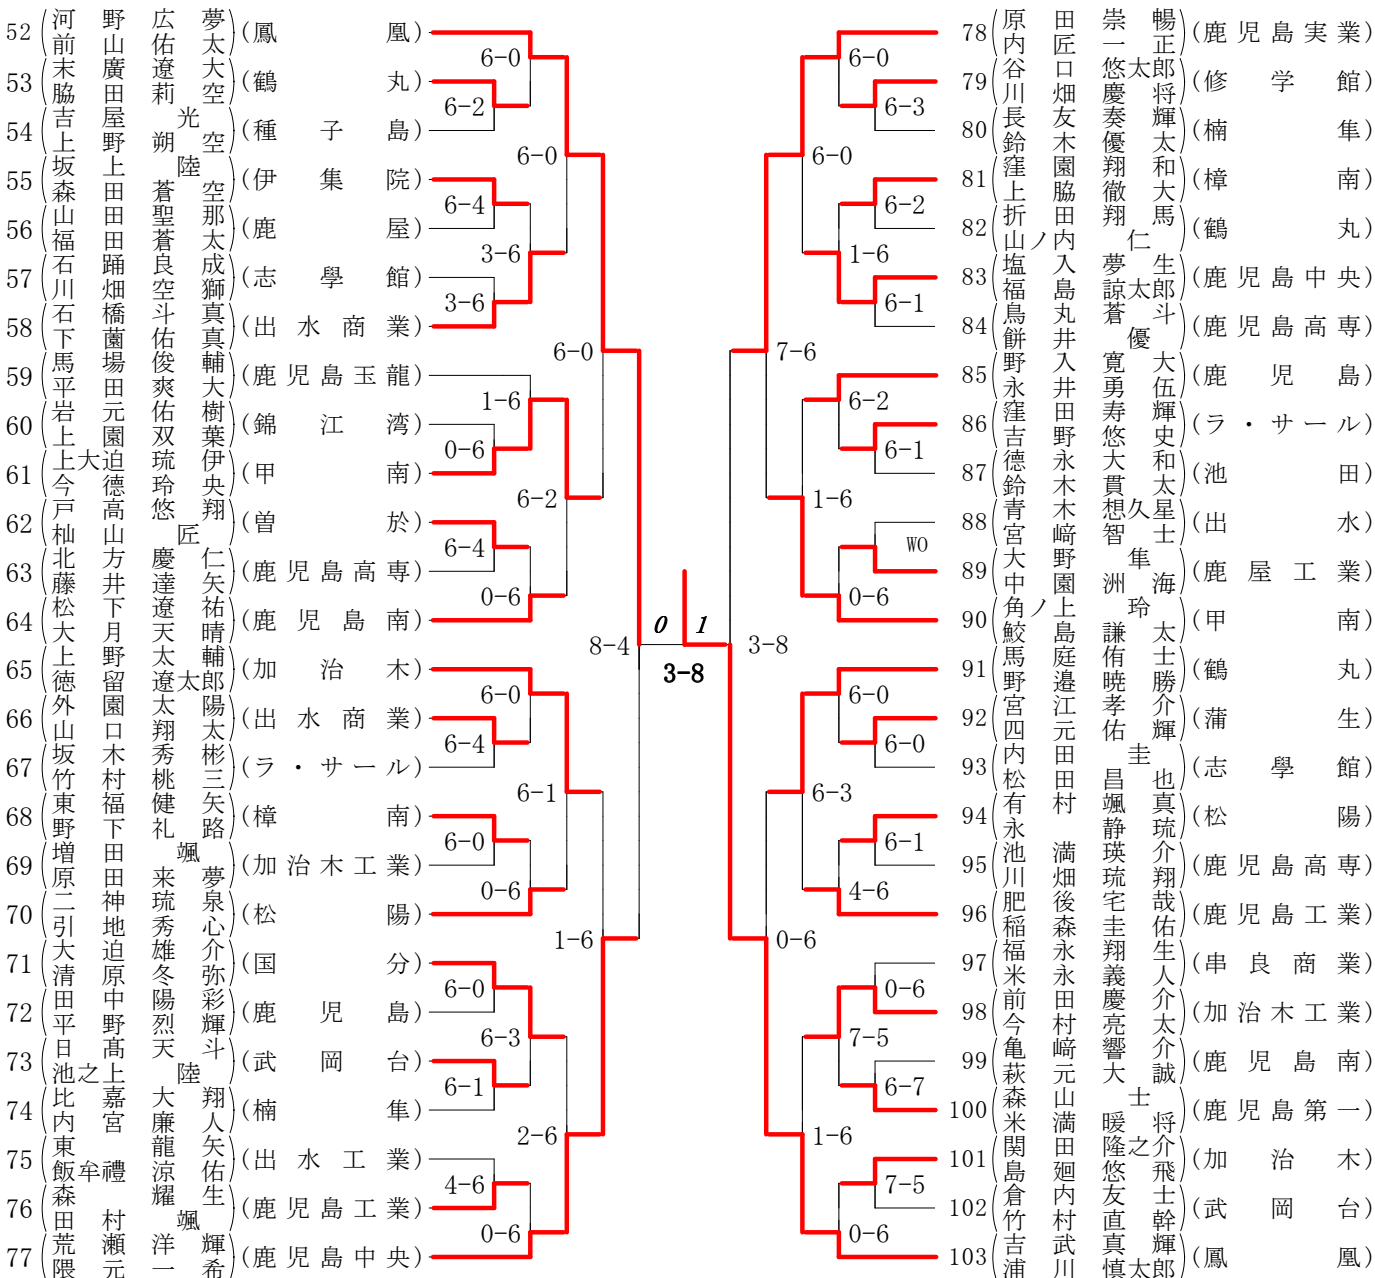 52 河野広夢 前山佑太 (鳳凰)
53 末廣遼大 脇田莉空 (鶴丸)
54 吉屋光 上野朔空 (種子島)
55 坂上陸 森田蒼空 (伊集院)
56 山田聖那 福田蒼太 (鹿屋)
57 石踊良成 川畑空獅 (志學館)
58 石橋斗真 下薗佑真 (出水商業)
59 馬場俊輔 平田爽大 (鹿児島玉龍)
60 岩元佑樹 上園双葉 (錦江湾)
61 上大迫琉伊 今德玲央 (甲南)
62 戸高悠翔 杣山匠 (曽於)
63 北方慶仁 藤井達矢 (鹿児島高専)
64 松下遼祐 大月天晴 (鹿児島南)
65 上野太輔 徳留遼太郎 (加治木)
66 外園太陽 山口翔太 (出水商業)
67 坂木秀彬 竹村桃三 (ラ・サール)
68 東福健矢 野下礼路 (樟南)
69 増田颯 原田来夢 (加治木工業)
70 二神琉泉 引地秀心 (松陽)
71 大迫雄介 清原冬弥 (国分)
72 田中陽彩 平野烈輝 (鹿児島)
73 日髙天斗 池之上陸 (武岡台)
74 比嘉大翔 内宮廉人 (楠隼)
75 東龍矢 飯牟禮涼佑 (出水工業)
76 森耀生 田村颯 (鹿児島工業)
77 荒瀬洋輝 隈元一希 (鹿児島中央)
6-0
6-2
6-0
6-4
3-6
3-6
6-0
1-6
0-6
6-2
6-4
0-6
8-4
6-0
6-4
6-1
6-0
0-6
1-6
6-0
6-3
6-1
2-6
4-6
0-6
0 1
3-8
78 原田崇暢 内匠一正 (鹿児島実業)
79 谷口悠太郎 川畑慶将 (修学館)
80 長友奏輝 鈴木優太 (楠隼)
81 窪園翔和 上脇徹大 (樟南)
82 折田翔馬 山ノ内仁 (鶴丸)
83 塩入夢生 福島諒太郎 (鹿児島中央)
84 鳥丸蒼斗 餅井優 (鹿児島高専)
85 野入寛大 永井勇伍 (鹿児島)
86 窪田寿輝 吉野悠史 (ラ・サール)
87 德永大和 鈴木貫太 (池田)
88 青木想久星 宮﨑智士 (出水)
89 大野隼 中園洲海 (鹿屋工業)
90 角ノ上玲 鮫島謙太 (甲南)
91 馬庭侑士 野邉暁勝 (鶴丸)
92 宮江孝介 四元佑輝 (蒲生)
93 内田圭 松田昌也 (志學館)
94 有村颯真 永静琉 (松陽)
95 池満瑛介 川畑琉翔 (鹿児島高専)
96 肥後宅哉 稲森圭佑 (鹿児島工業)
97 福永翔生 米永義人 (串良商業)
98 前田慶介 今村亮太 (加治木工業)
99 亀﨑響介 萩元大誠 (鹿児島南)
100 森山士 米満暖将 (鹿児島第一)
101 関田隆之介 島廻悠飛 (加治木)
102 倉内友士 竹村直幹 (武岡台)
103 吉武真輝 浦川慎太郎 (鳳凰)
6-0
6-3
6-0
6-2
1-6
6-1
7-6
6-2
6-1
1-6
WO
0-6
3-8
6-0
6-0
6-3
6-1
4-6
0-6
0-6
7-5
6-7
1-6
7-5
0-6